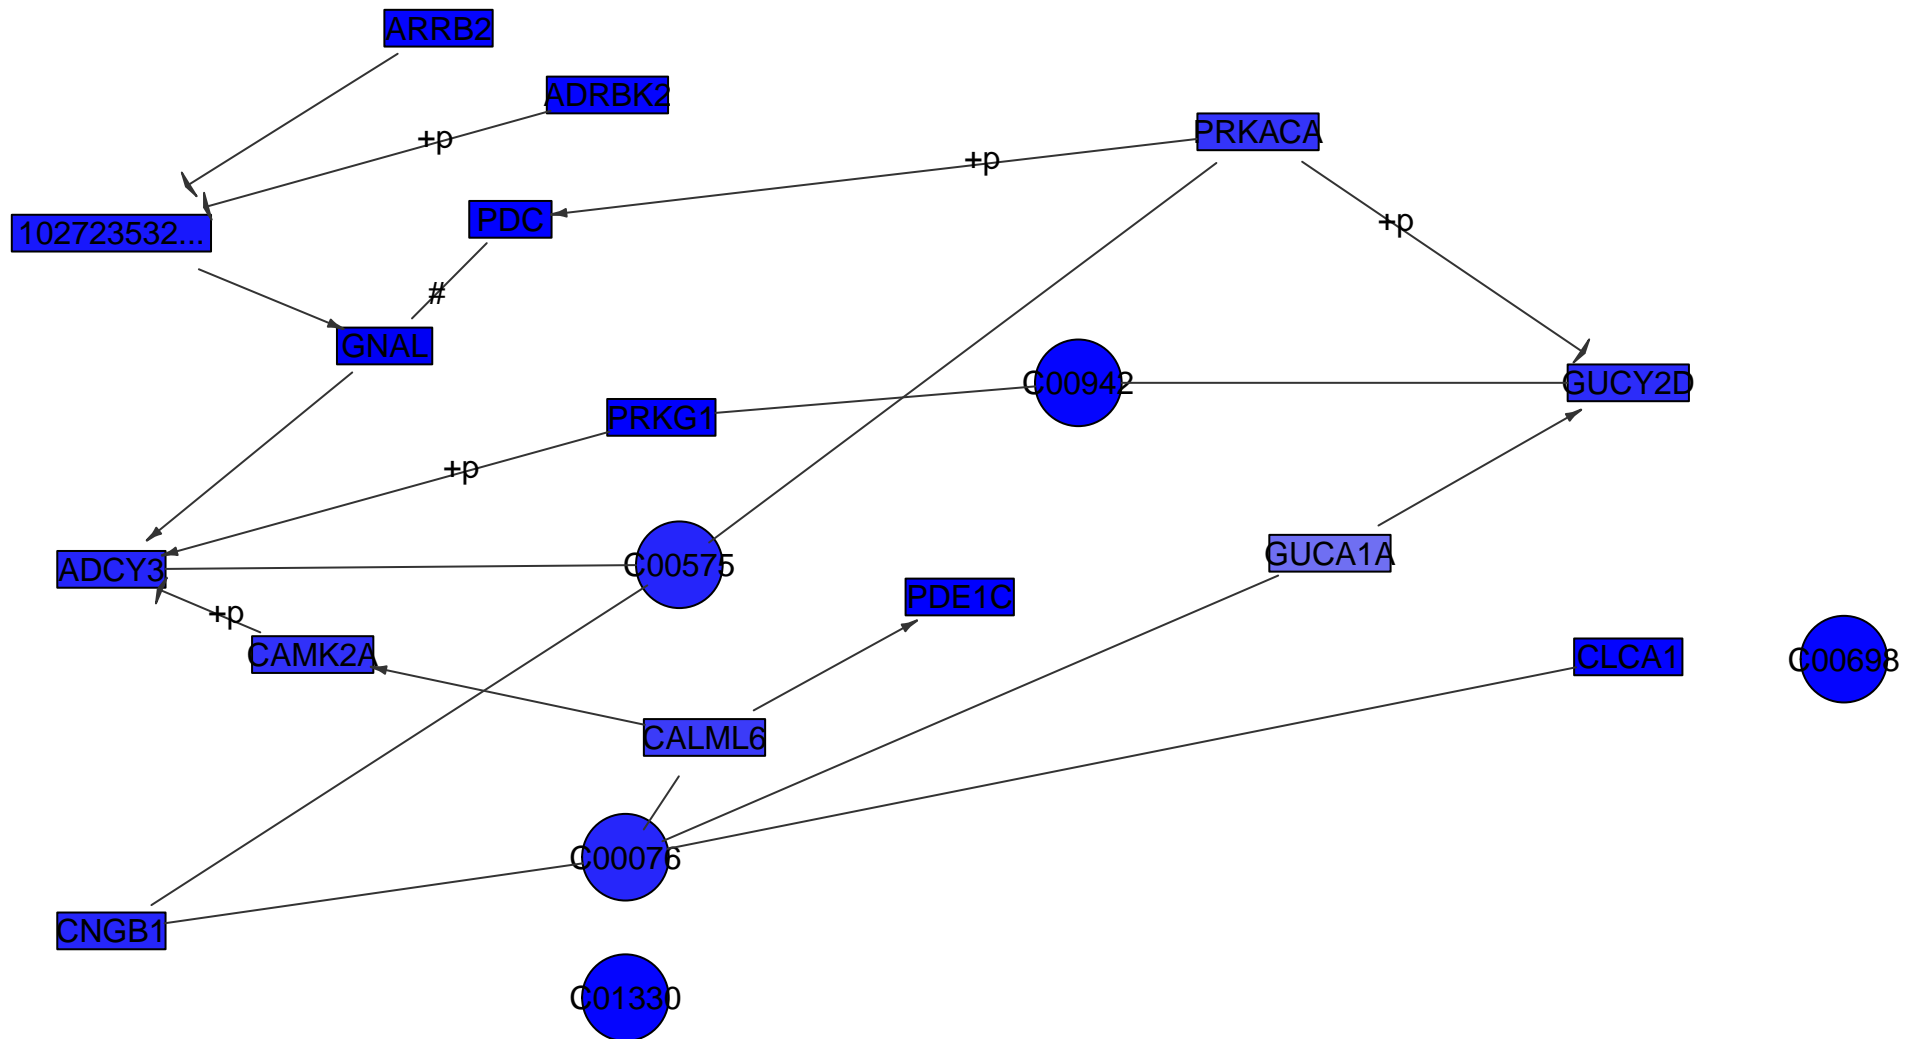 ARRB2
ADRBK2
PRKACA
+p
+p
PDC
+p
102723532...
#
GNAL
C00942
GUCY2D
PRKG1
+p
GUCA1A
C00575
ADCY3
PDE1C
+p
CAMK2A
CLCA1
C00698
CALML6
C00076
CNGB1
C01330